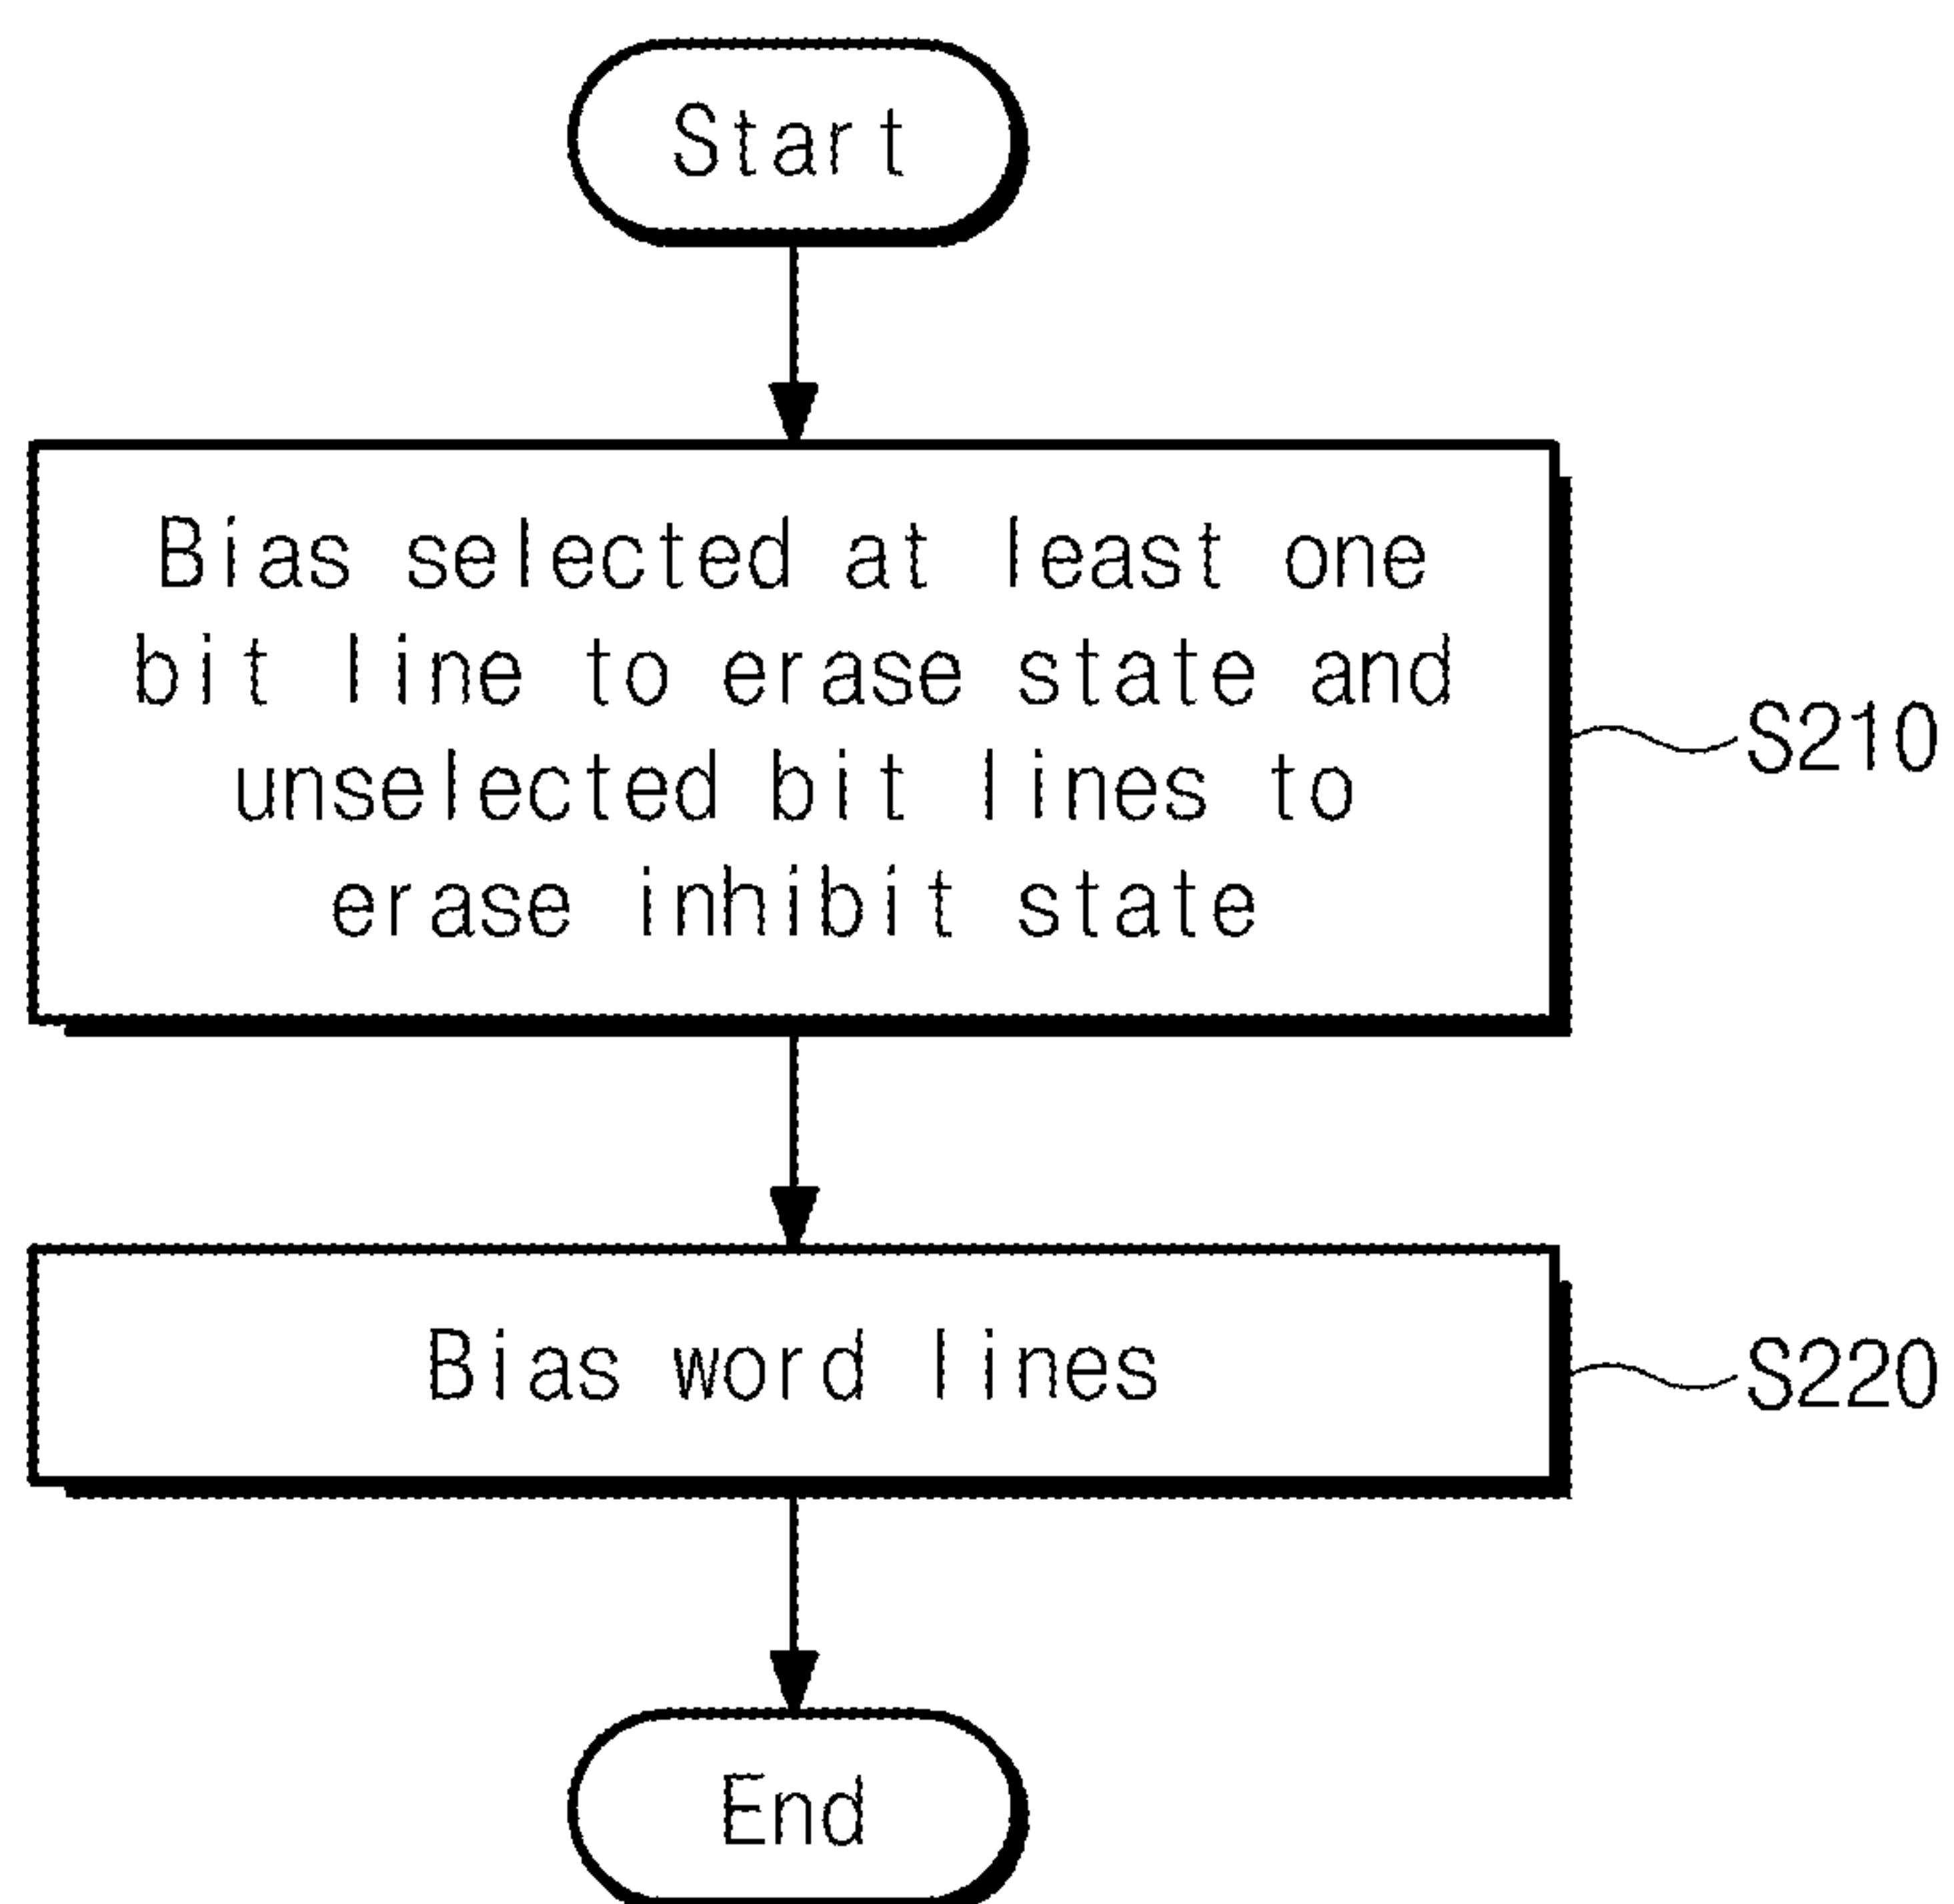 Start
Bias selected at least one
bit line to erase state and
unselected bit lines to
erase inhibit state
S210
Bias word lines
S220
End